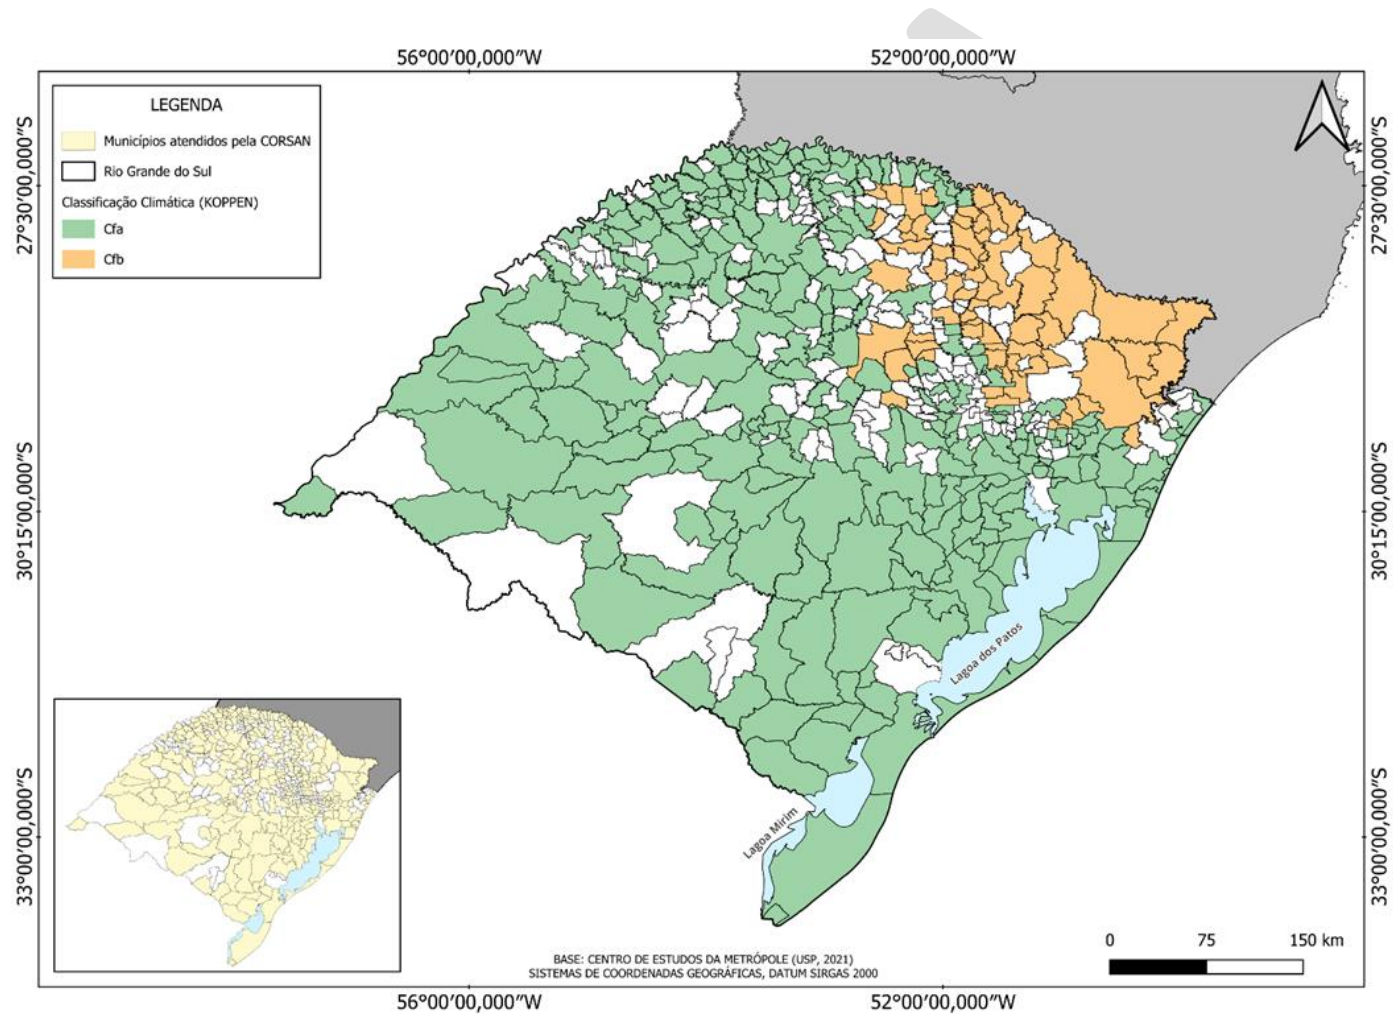 56°00′00,000″W
52°00′00,000″W
LEGENDA
Municípios atendidos pela CORSAN
Rio Grande do Sul
Classificação Climática (KOPPEN)
Cfa
Cfb
27°30′00,000″S
27°30′00,000″S
30°15′00,000″S
30°15′00,000″S
Lagoa dos Patos
Lagoa Mirim
33°00′00,000″S
33°00′00,000″S
0 75 150 km
BASE: CENTRO DE ESTUDOS DA METRÓPOLE (USP, 2021)
SISTEMAS DE COORDENADAS GEOGRÁFICAS, DATUM SIRGAS 2000
56°00′00,000″W
52°00′00,000″W